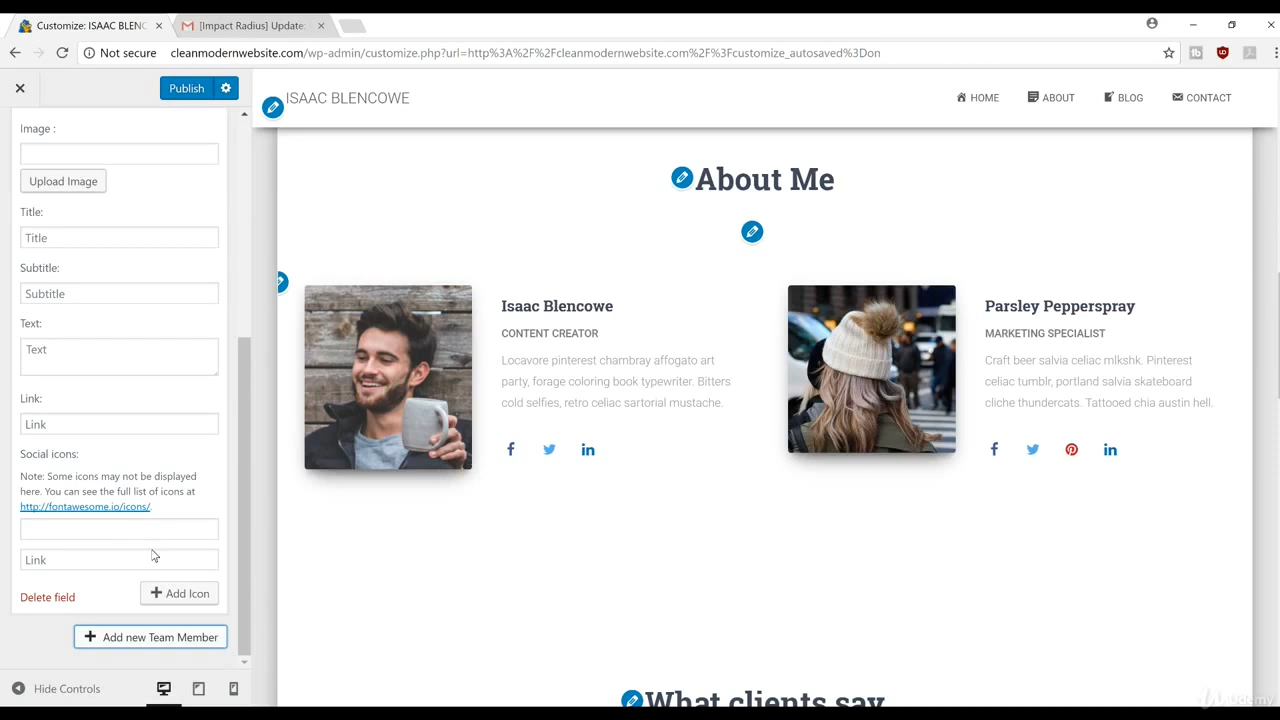 Customize: ISAAC BLENC
[Impact Radius] Update:
Not secure
cleanmodernwebsite.com/wp-admin/customize.php?url=http%3A%2F%2Fcleanmodernwebsite.com%2F%3Fcustomize_autosaved%3Don
Publish
ISAAC BLENCOWE
HOME
ABOUT
BLOG
CONTACT
Image :
Upload Image
Title:
Title
Subtitle:
Subtitle
Text:
Text
Link:
Link
Social icons:
Note: Some icons may not be displayed
here. You can see the full list of icons at
http://fontawesome.io/icons/.
Link
Delete field
Add Icon
Add new Team Member
Hide Controls
About Me
Isaac Blencowe
CONTENT CREATOR
Locavore pinterest chambray affogato art
party, forage coloring book typewriter. Bitters
cold selfies, retro celiac sartorial mustache.
Parsley Pepperspray
MARKETING SPECIALIST
Craft beer salvia celiac mlkshk. Pinterest
celiac tumblr, portland salvia skateboard
cliche thundercats. Tattooed chia austin hell.
What clients say
Udemy